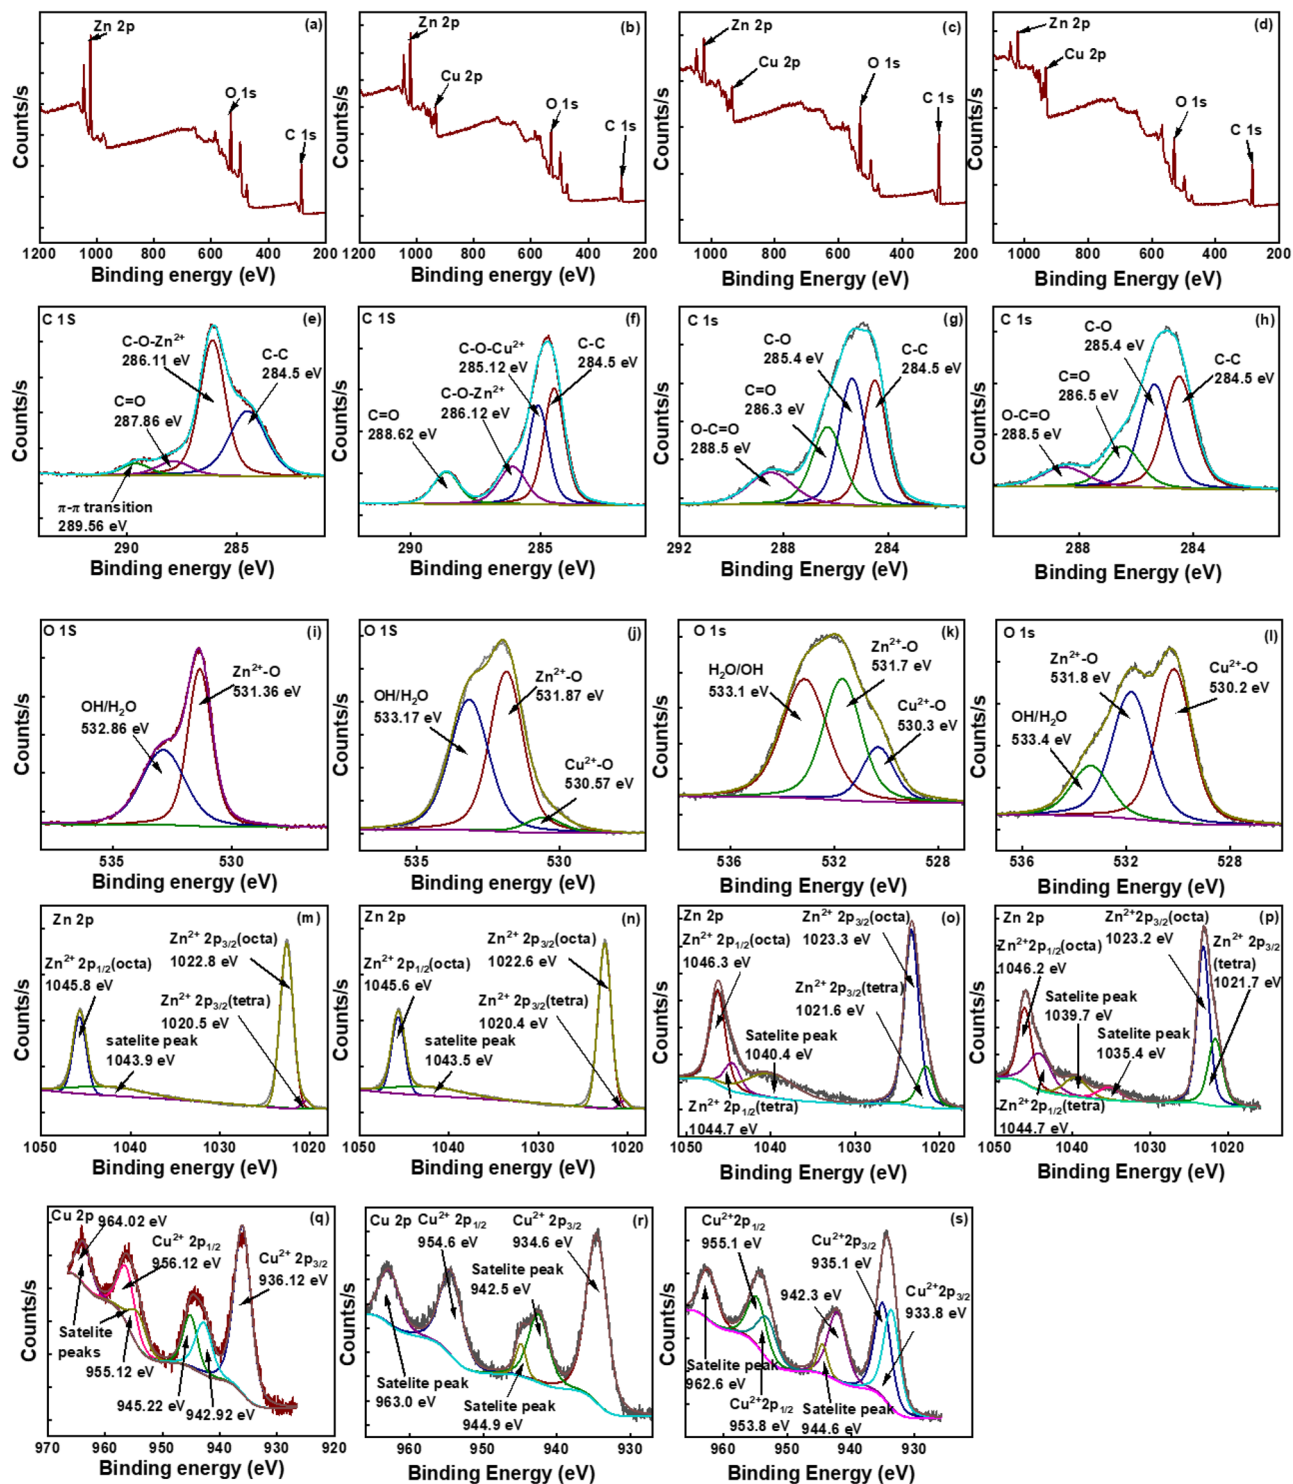 (a)
Zn 2p
O 1s
C 1s
Counts/s
1200 1000 800 600 400 200
Binding energy (eV)
(b)
Zn 2p
Cu 2p
O 1s
C 1s
Counts/s
1200 1000 800 600 400 200
Binding energy (eV)
(c)
Zn 2p
Cu 2p
O 1s
C 1s
Counts/s
1000 800 600 400 200
Binding Energy (eV)
(d)
Zn 2p
Cu 2p
O 1s
C 1s
Counts/s
1000 800 600 400 200
Binding Energy (eV)
C 1S
(e)
C-O-Zn²⁺
286.11 eV
C-C
284.5 eV
C=O
287.86 eV
π-π transition
289.56 eV
Counts/s
290 285
Binding energy (eV)
C 1S
(f)
C-O-Cu²⁺
285.12 eV
C-C
284.5 eV
C-O-Zn²⁺
286.12 eV
C=O
288.62 eV
Counts/s
290 285
Binding energy (eV)
C 1s
(g)
C-O
285.4 eV
C-C
284.5 eV
C=O
286.3 eV
O-C=O
288.5 eV
Counts/s
292 288 284
Binding Energy (eV)
C 1s
(h)
C-O
285.4 eV
C-C
284.5 eV
C=O
286.5 eV
O-C=O
288.5 eV
Counts/s
288 284
Binding Energy (eV)
O 1S
(i)
Zn²⁺-O
531.36 eV
OH/H₂O
532.86 eV
Counts/s
535 530
Binding energy (eV)
O 1S
(j)
Zn²⁺-O
531.87 eV
OH/H₂O
533.17 eV
Cu²⁺-O
530.57 eV
Counts/s
535 530
Binding energy (eV)
O 1s
(k)
Zn²⁺-O
531.7 eV
H₂O/OH
533.1 eV
Cu²⁺-O
530.3 eV
Counts/s
536 532 528
Binding Energy (eV)
O 1s
(l)
Zn²⁺-O
531.8 eV
Cu²⁺-O
530.2 eV
OH/H₂O
533.4 eV
Counts/s
536 532 528
Binding Energy (eV)
Zn 2p
(m)
Zn²⁺ 2p₃/₂(octa)
1022.8 eV
Zn²⁺ 2p₁/₂(octa)
1045.8 eV
Zn²⁺ 2p₃/₂(tetra)
1020.5 eV
satellite peak
1043.9 eV
Counts/s
1050 1040 1030 1020
Binding energy (eV)
Zn 2p
(n)
Zn²⁺ 2p₃/₂(octa)
1022.6 eV
Zn²⁺ 2p₁/₂(octa)
1045.6 eV
Zn²⁺ 2p₃/₂(tetra)
1020.4 eV
satellite peak
1043.5 eV
Counts/s
1050 1040 1030 1020
Binding energy (eV)
Zn 2p
(o)
Zn²⁺ 2p₃/₂(octa)
1023.3 eV
Zn²⁺ 2p₁/₂(octa)
1046.3 eV
Zn²⁺ 2p₃/₂(tetra)
1021.6 eV
Satelite peak
1040.4 eV
Zn²⁺ 2p₁/₂(tetra)
1044.7 eV
Counts/s
1050 1040 1030 1020
Binding Energy (eV)
Zn 2p
(p)
Zn²⁺2p₃/₂(octa)
1023.2 eV
Zn²⁺2p₁/₂(octa)
1046.2 eV
Zn²⁺ 2p₃/₂
(tetra)
1021.7 eV
Satelite peak
1039.7 eV
Satelite peak
1035.4 eV
Zn²⁺ 2p₁/₂(tetra)
1044.7 eV
Counts/s
1050 1040 1030 1020
Binding Energy (eV)
Cu 2p
(q)
964.02 eV
Cu²⁺ 2p₁/₂
956.12 eV
Cu²⁺ 2p₃/₂
936.12 eV
Satelite
peaks
955.12 eV
945.22 eV
942.92 eV
Counts/s
970 960 950 940 930 920
Binding energy (eV)
Cu 2p
(r)
Cu²⁺ 2p₁/₂
954.6 eV
Cu²⁺ 2p₃/₂
934.6 eV
Satelite peak
942.5 eV
Satelite peak
963.0 eV
Satelite peak
944.9 eV
Counts/s
960 950 940 930
Binding energy (eV)
(s)
Cu²⁺2p₁/₂
955.1 eV
Cu²⁺2p₃/₂
935.1 eV
942.3 eV
Cu²⁺2p₃/₂
933.8 eV
Satelite peak
962.6 eV
Cu²⁺2p₁/₂
953.8 eV
Satelite peak
944.6 eV
Counts/s
960 950 940 930
Binding energy (eV)